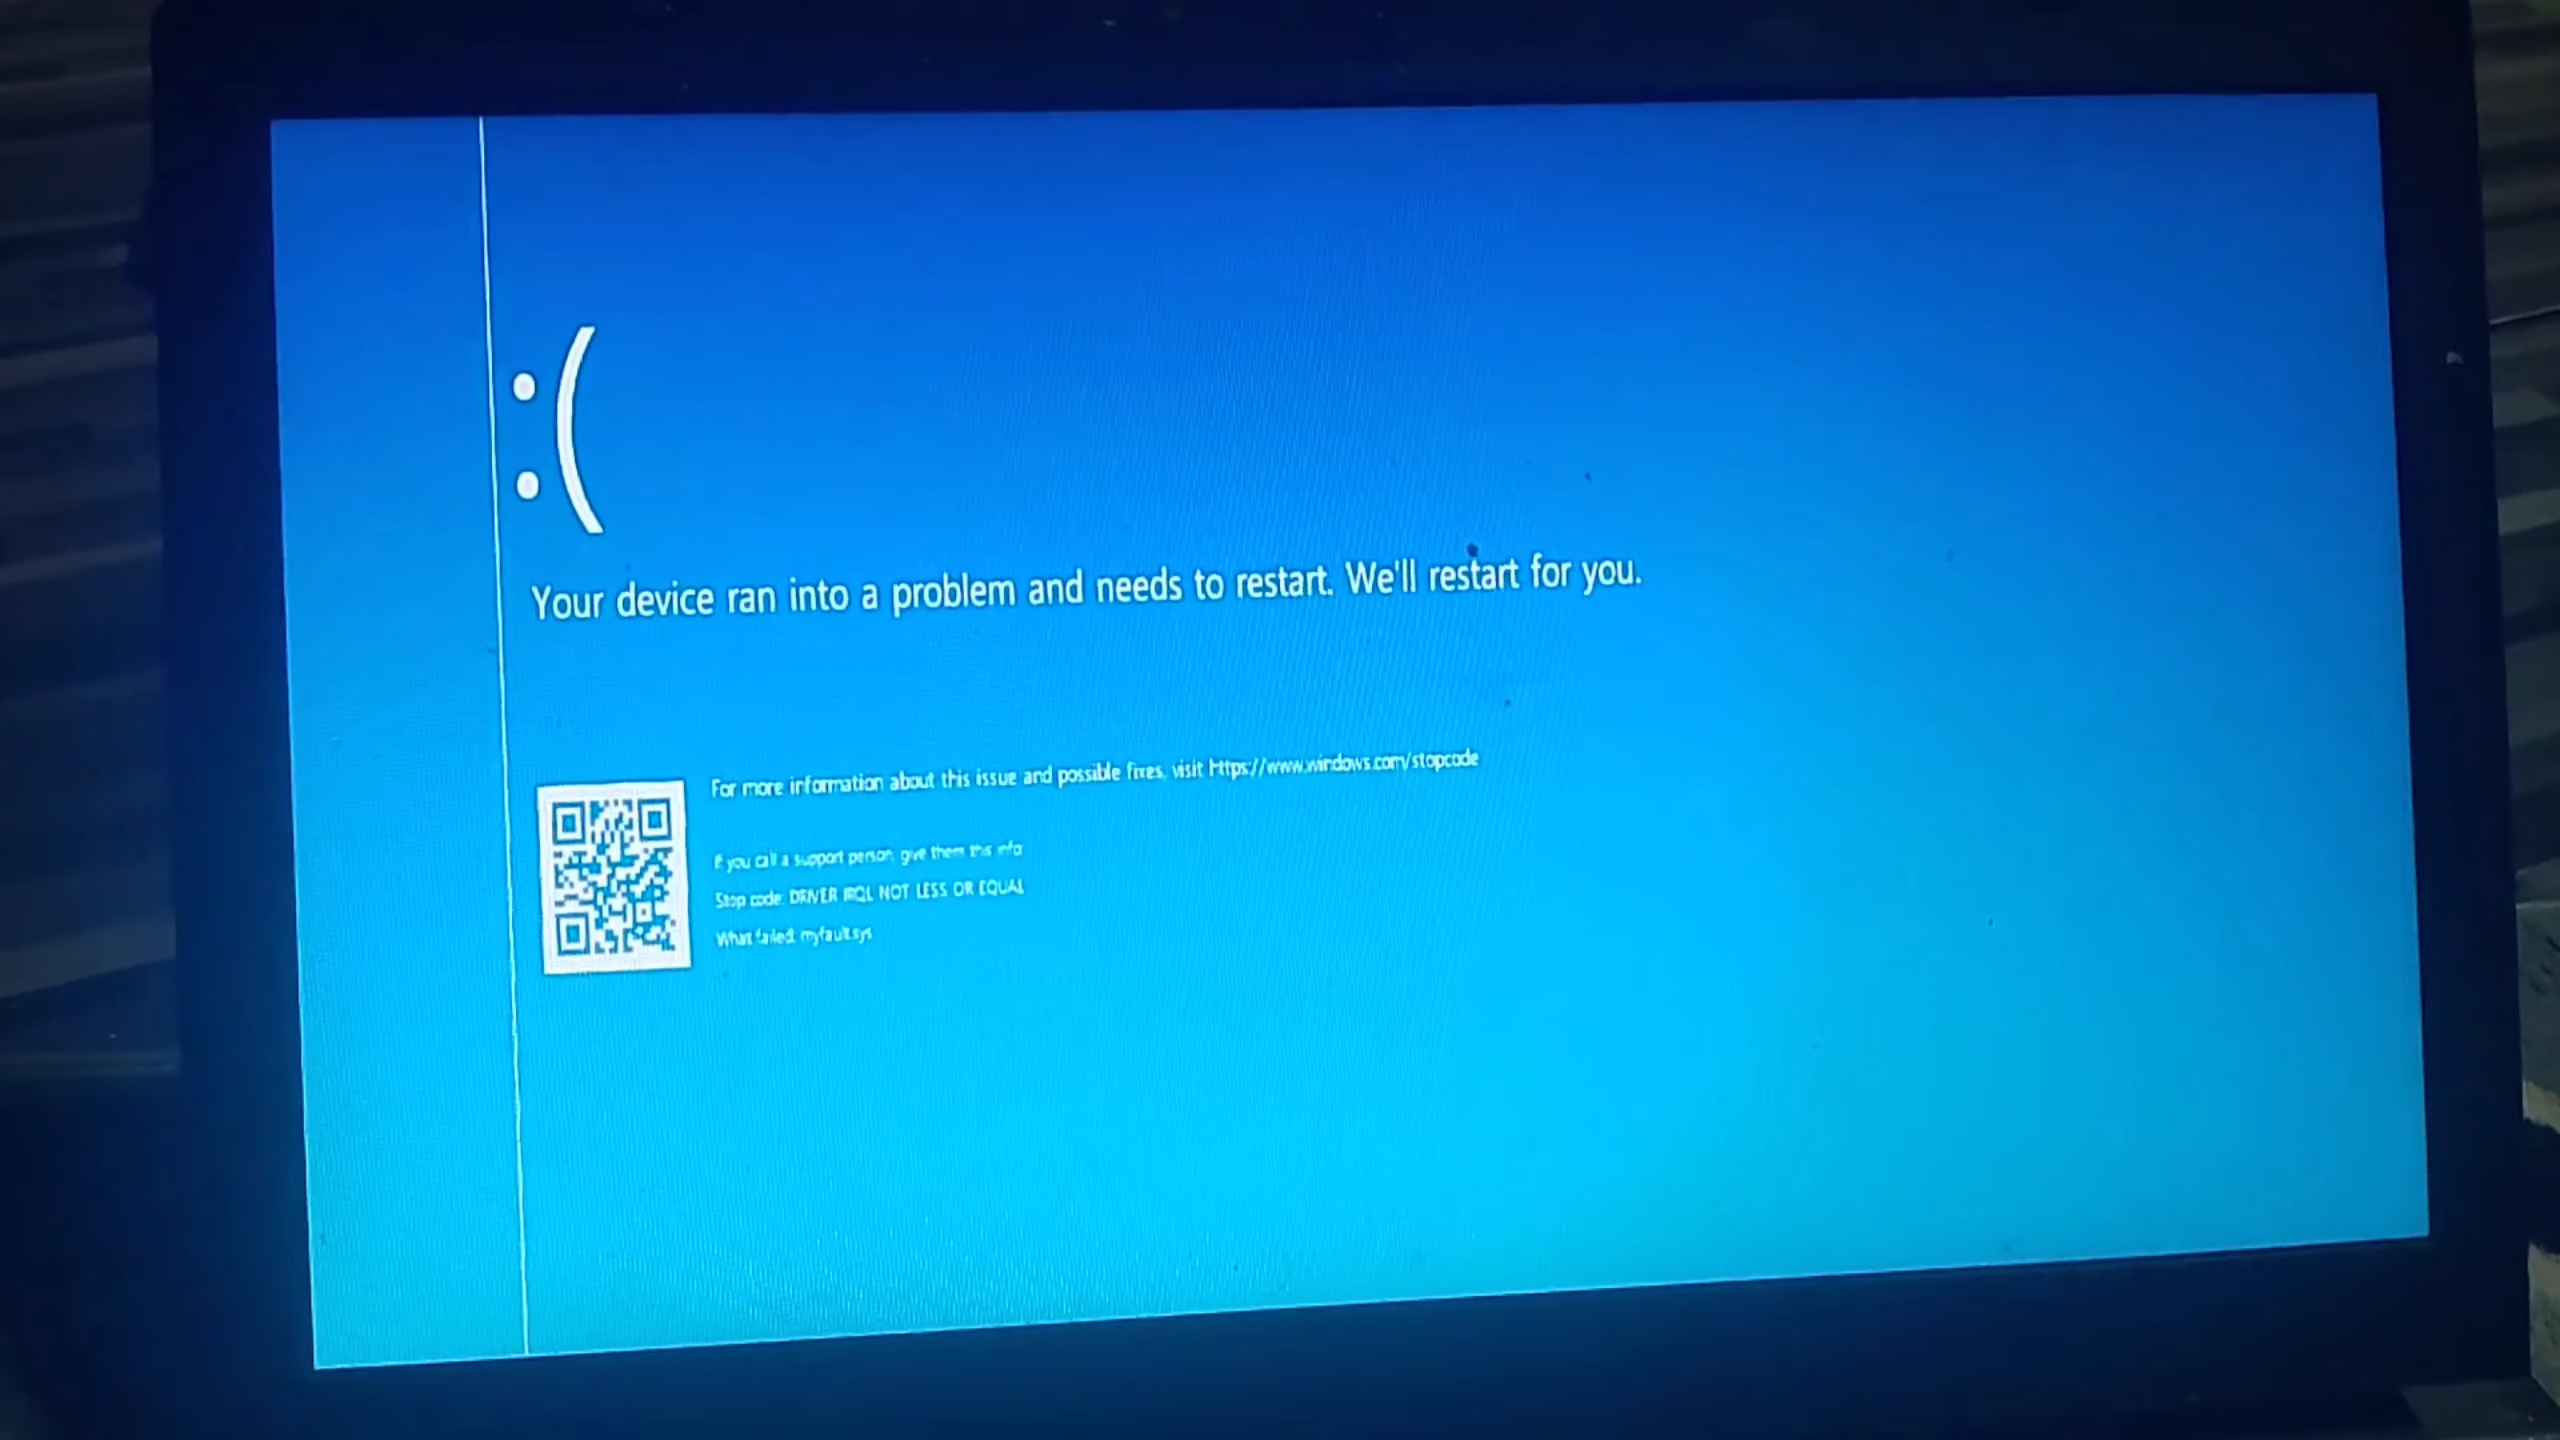 :(
Your device ran into a problem and needs to restart. We'll restart for you.
For more information about this issue and possible fixes, visit https://www.windows.com/stopcode
If you call a support person, give them this info:
Stop code: DRIVER IRQL NOT LESS OR EQUAL
What failed: myfault.sys